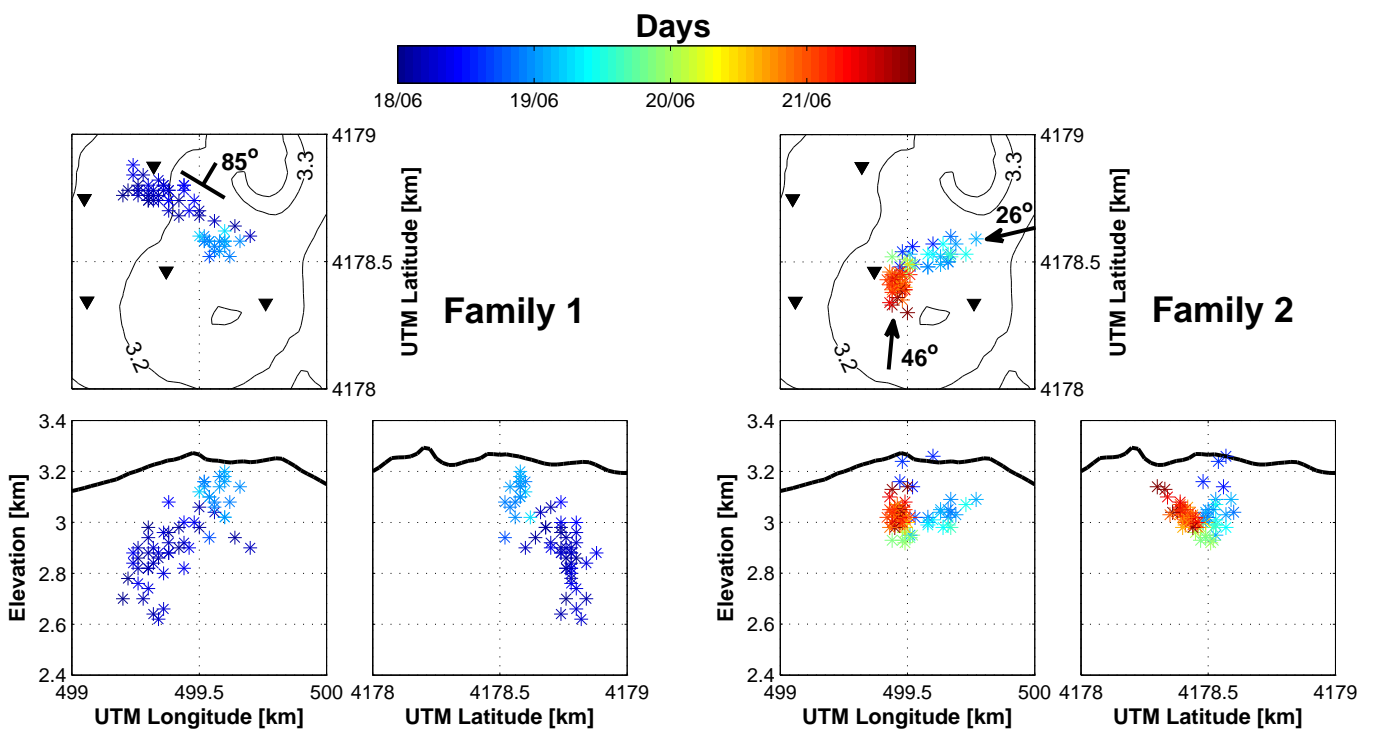 Days
18/06 19/06 20/06 21/06
4179
4178.5
4178
UTM Latitude [km]
85o
3.3
3.2
Family 1
4179
4178.5
4178
UTM Latitude [km]
3.3
26o
46o
3.2
Family 2
3.4
3.2
3
2.8
2.6
2.4
Elevation [km]
499 499.5 500
UTM Longitude [km]
4178 4178.5 4179
UTM Latitude [km]
3.4
3.2
3
2.8
2.6
2.4
Elevation [km]
499 499.5 500
UTM Longitude [km]
4178 4178.5 4179
UTM Latitude [km]